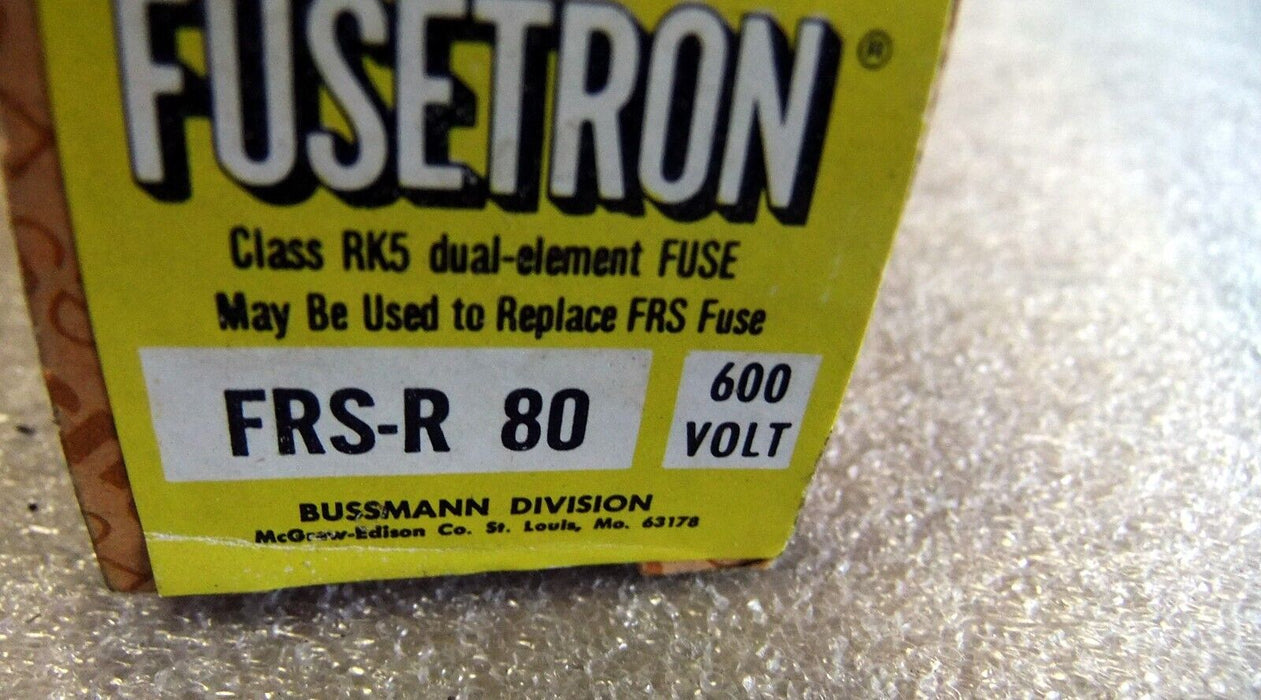 FUSETRON®
Class RK5 dual-element FUSE
May Be Used to Replace FRS Fuse
FRS-R 80
600
VOLT
BUSSMANN DIVISION
McGraw-Edison Co. St. Louis, Mo. 63178